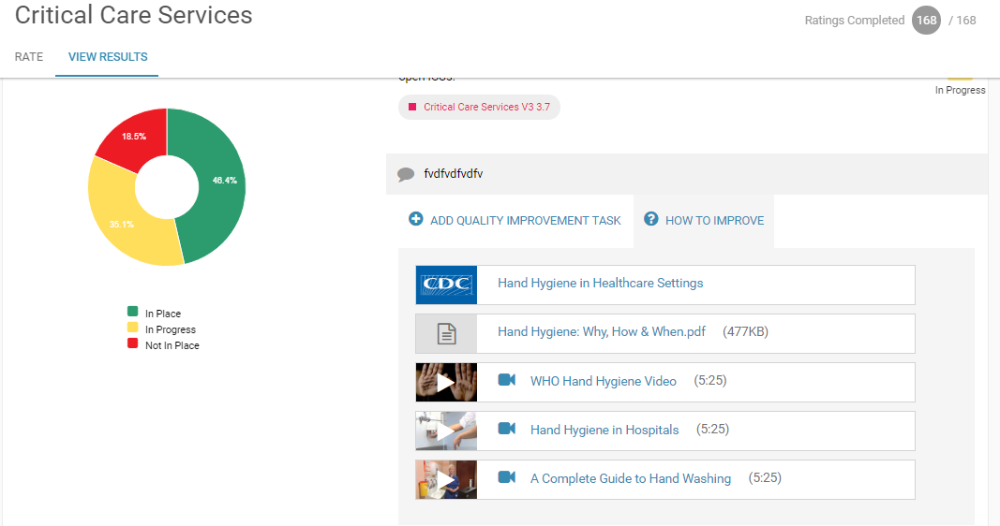 Critical Care Services
Ratings Completed 168 / 168
RATE VIEW RESULTS
open ICUs.
In Progress
Critical Care Services V3 3.7
18.5%
46.4%
35.1%
In Place
In Progress
Not In Place
fvdfvdfvdfv
ADD QUALITY IMPROVEMENT TASK
HOW TO IMPROVE
CDC Hand Hygiene in Healthcare Settings
Hand Hygiene: Why, How & When.pdf (477KB)
WHO Hand Hygiene Video (5:25)
Hand Hygiene in Hospitals (5:25)
A Complete Guide to Hand Washing (5:25)